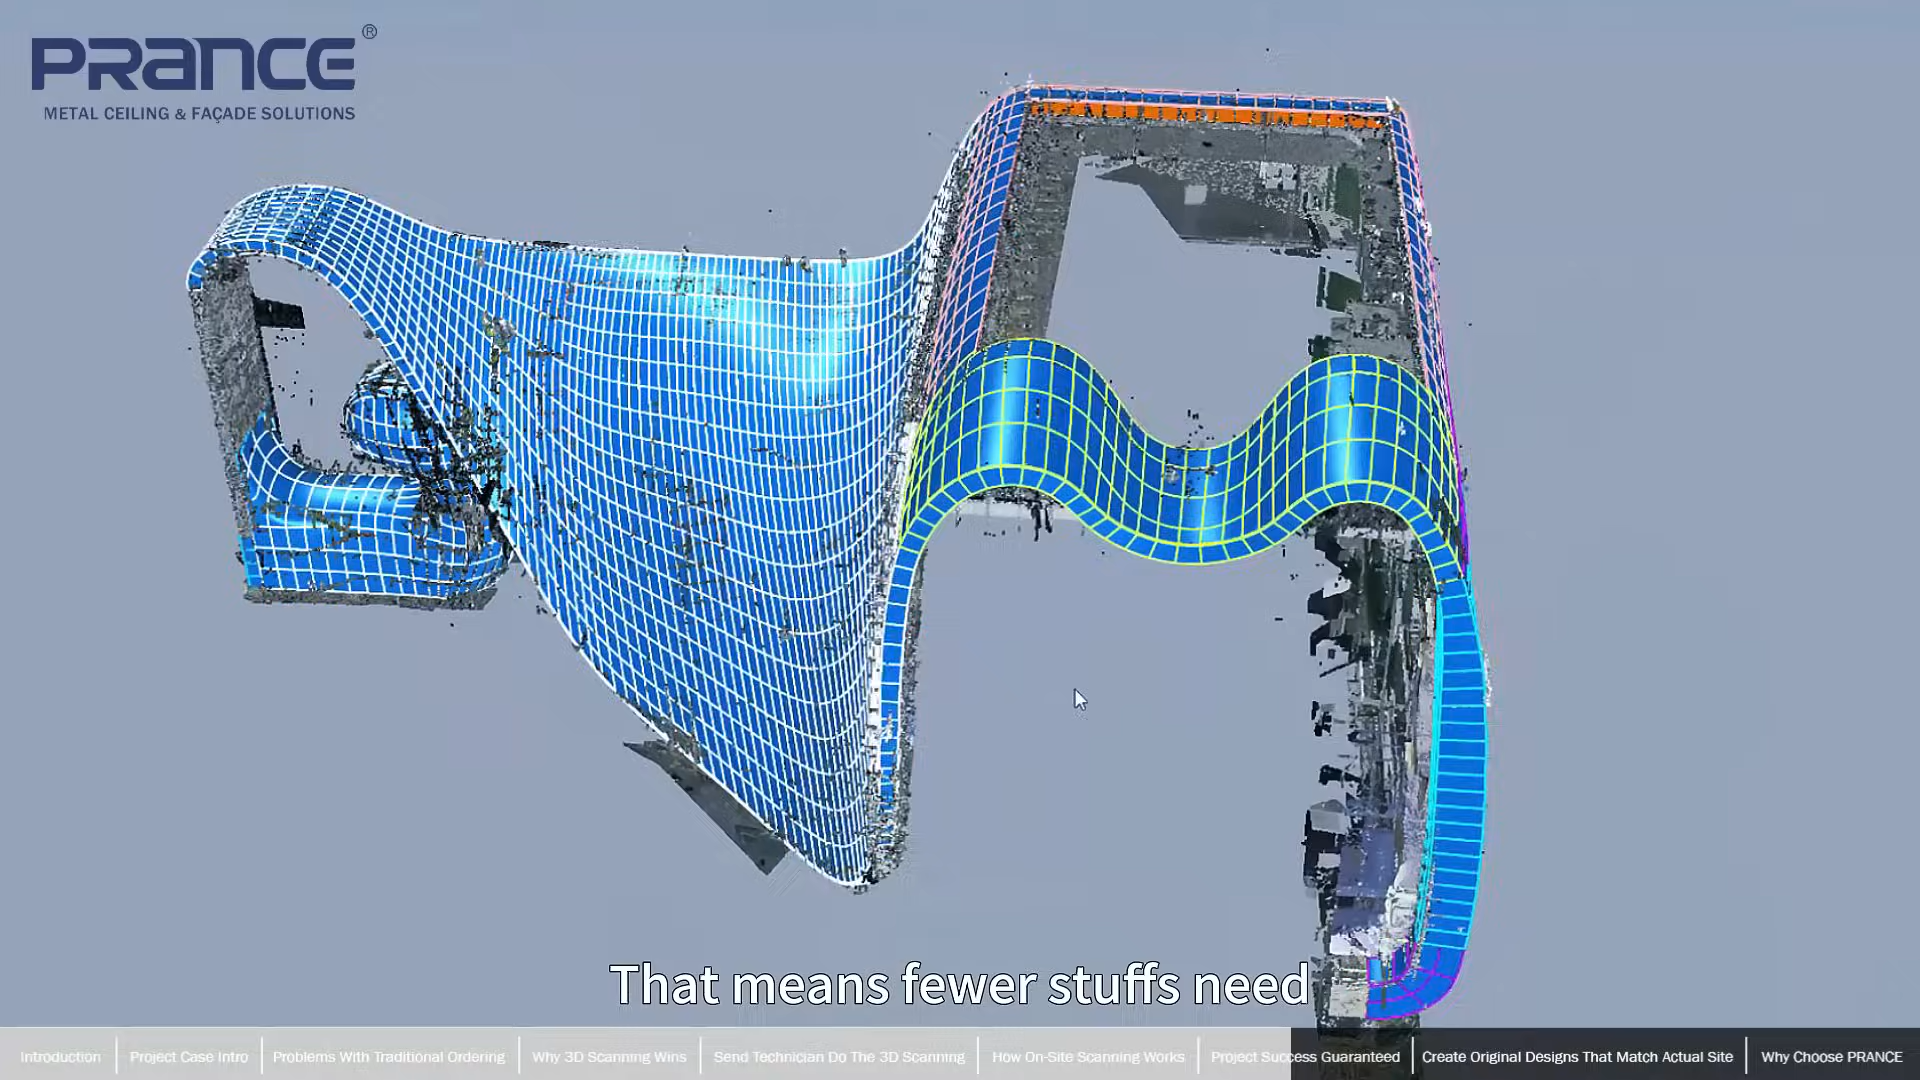 PRANCE®
METAL CEILING & FAÇADE SOLUTIONS
That means fewer stuffs need
Introduction
Project Case Intro
Problems With Traditional Ordering
Why 3D Scanning Wins
Send Technician Do The 3D Scanning
How On-Site Scanning Works
Project Success Guaranteed
Create Original Designs That Match Actual Site
Why Choose PRANCE